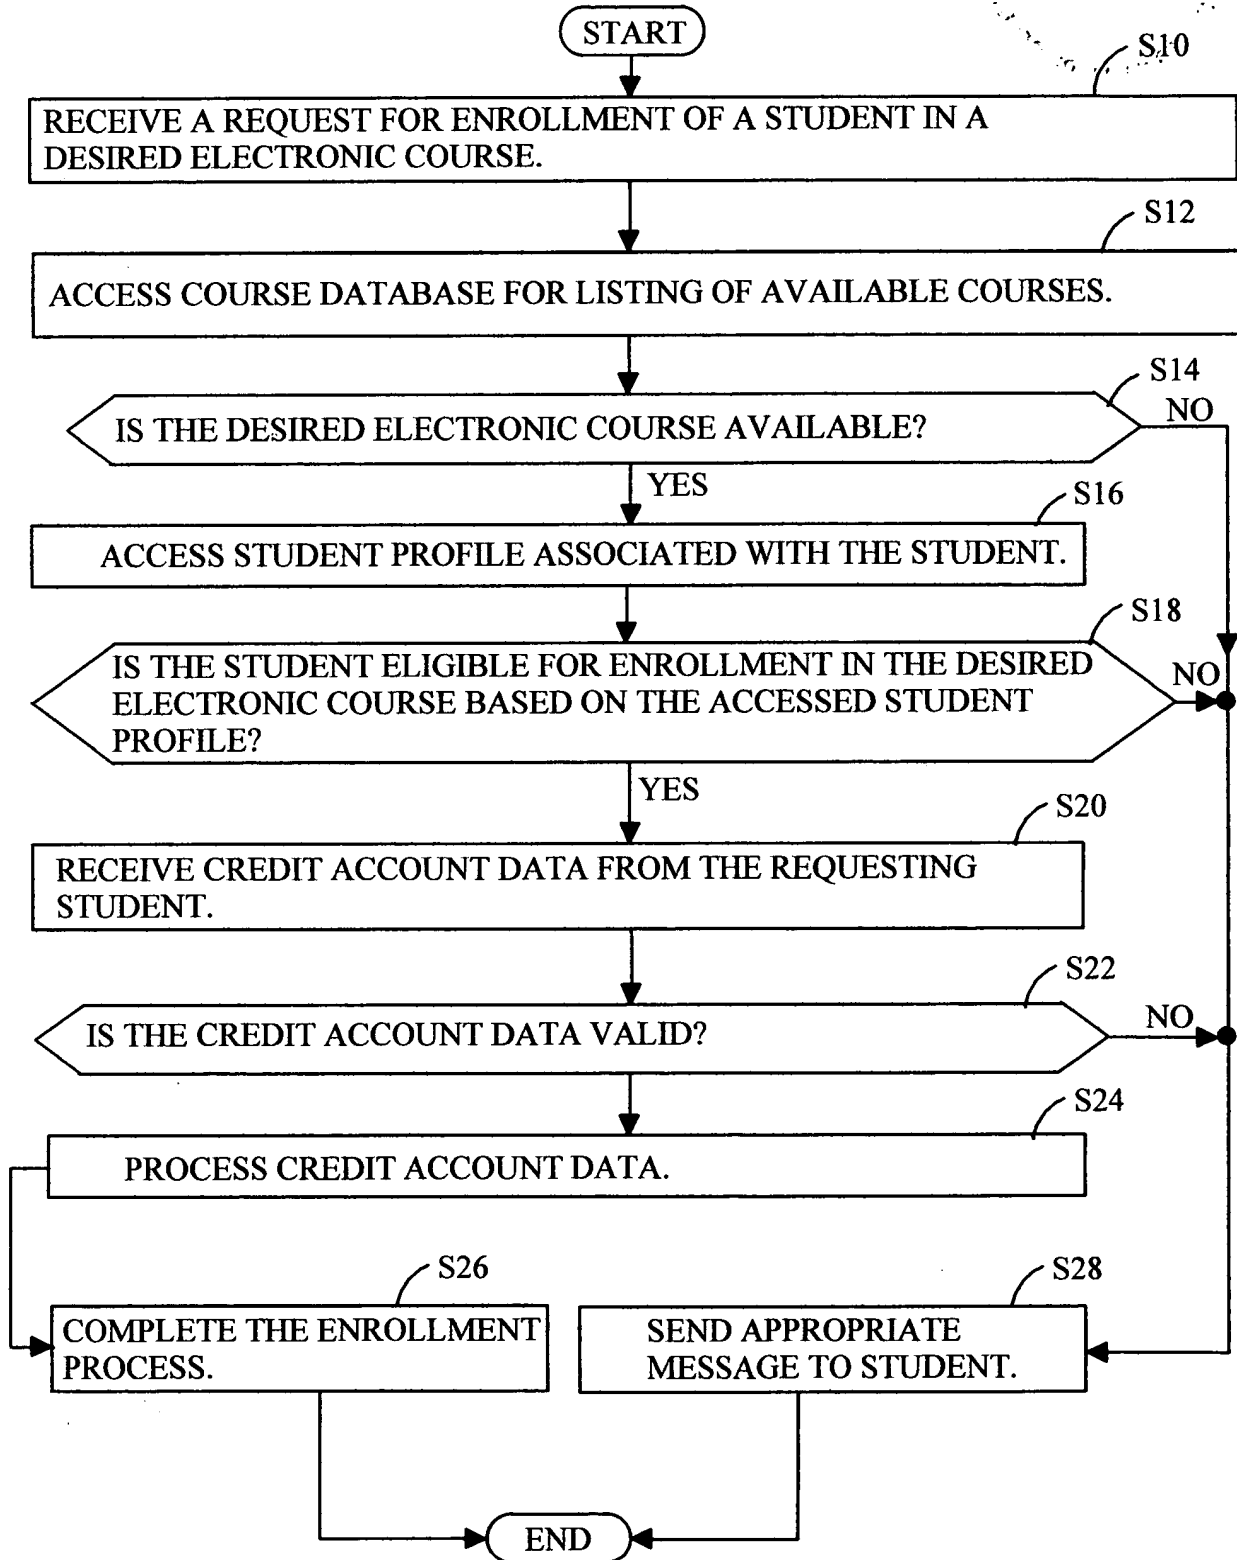 START
S10
RECEIVE A REQUEST FOR ENROLLMENT OF A STUDENT IN A
DESIRED ELECTRONIC COURSE.
S12
ACCESS COURSE DATABASE FOR LISTING OF AVAILABLE COURSES.
S14
IS THE DESIRED ELECTRONIC COURSE AVAILABLE?
NO
YES
S16
ACCESS STUDENT PROFILE ASSOCIATED WITH THE STUDENT.
S18
IS THE STUDENT ELIGIBLE FOR ENROLLMENT IN THE DESIRED
ELECTRONIC COURSE BASED ON THE ACCESSED STUDENT
PROFILE?
NO
YES
S20
RECEIVE CREDIT ACCOUNT DATA FROM THE REQUESTING
STUDENT.
S22
IS THE CREDIT ACCOUNT DATA VALID?
NO
S24
PROCESS CREDIT ACCOUNT DATA.
S26
COMPLETE THE ENROLLMENT
PROCESS.
S28
SEND APPROPRIATE
MESSAGE TO STUDENT.
END